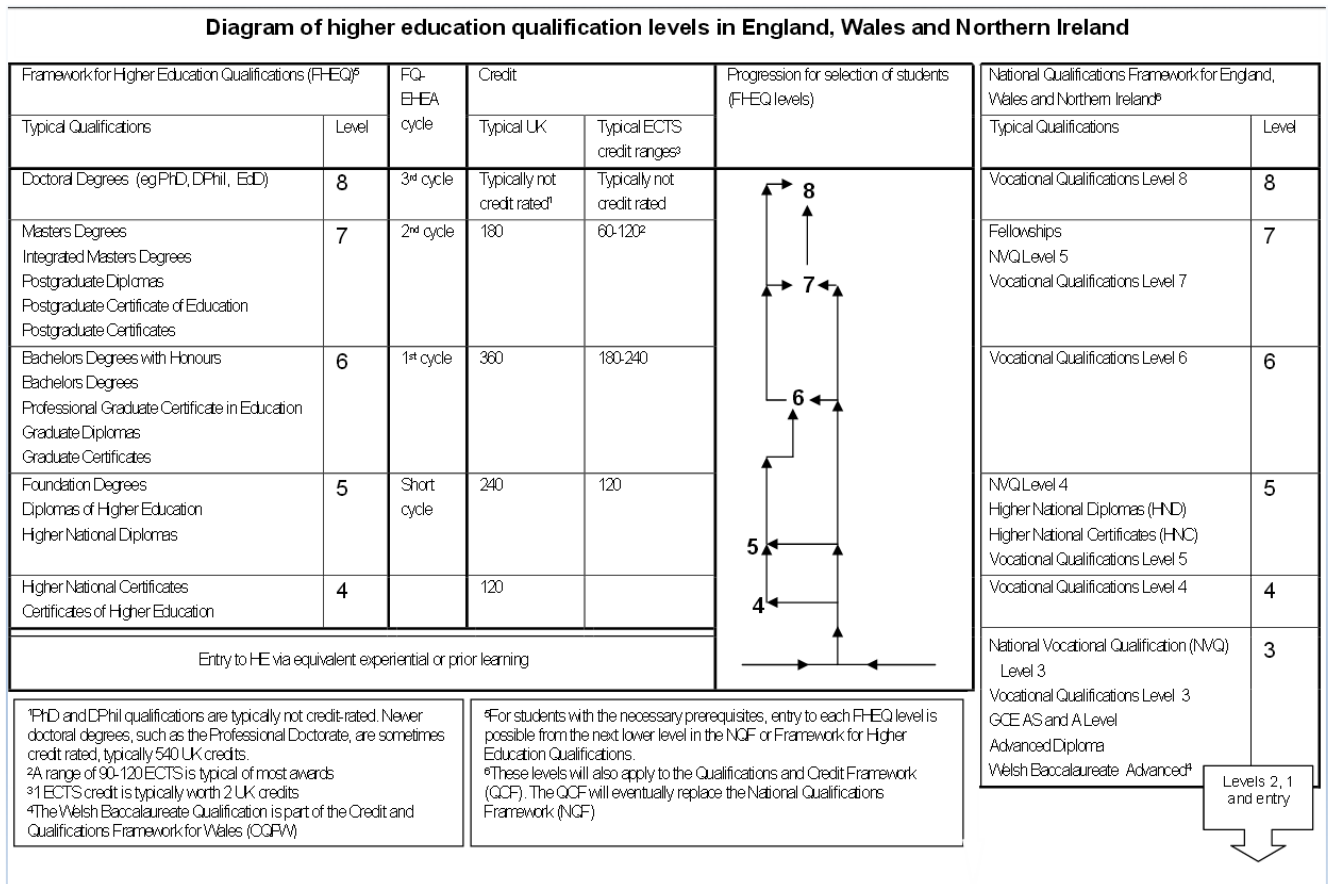 Diagram of higher education qualification levels in England, Wales and Northern Ireland
Framework for Higher Education Qualifications (FHEQ)⁵
FQ-
EHEA
cycle
Credit
Progression for selection of students
(FHEQ levels)
National Qualifications Framework for England,
Wales and Northern Ireland⁶
Typical Qualifications
Level
Typical UK
Typical ECTS
credit ranges³
Typical Qualifications
Level
Doctoral Degrees (eg PhD, DPhil, EdD)
8
3rd cycle
Typically not
credit rated¹
Typically not
credit rated
8
Vocational Qualifications Level 8
8
Masters Degrees
Integrated Masters Degrees
Postgraduate Diplomas
Postgraduate Certificate of Education
Postgraduate Certificates
7
2nd cycle
180
60-120²
7
Fellowships
NVQ Level 5
Vocational Qualifications Level 7
7
Bachelors Degrees with Honours
Bachelors Degrees
Professional Graduate Certificate in Education
Graduate Diplomas
Graduate Certificates
6
1st cycle
360
180-240
6
Vocational Qualifications Level 6
6
Foundation Degrees
Diplomas of Higher Education
Higher National Diplomas
5
Short
cycle
240
120
5
NVQ Level 4
Higher National Diplomas (HND)
Higher National Certificates (HNC)
Vocational Qualifications Level 5
5
Higher National Certificates
Certificates of Higher Education
4
120
4
Vocational Qualifications Level 4
4
Entry to HE via equivalent experiential or prior learning
National Vocational Qualification (NVQ)
Level 3
Vocational Qualifications Level 3
GCE AS and A Level
Advanced Diploma
Welsh Baccalaureate Advanced⁴
3
Levels 2, 1
and entry
¹PhD and DPhil qualifications are typically not credit-rated. Newer
doctoral degrees, such as the Professional Doctorate, are sometimes
credit rated, typically 540 UK credits.
²A range of 90-120 ECTS is typical of most awards
³1 ECTS credit is typically worth 2 UK credits
⁴The Welsh Baccalaureate Qualification is part of the Credit and
Qualifications Framework for Wales (CQFW)
⁵For students with the necessary prerequisites, entry to each FHEQ level is
possible from the next lower level in the NQF or Framework for Higher
Education Qualifications.
⁶These levels will also apply to the Qualifications and Credit Framework
(QCF). The QCF will eventually replace the National Qualifications
Framework (NQF)